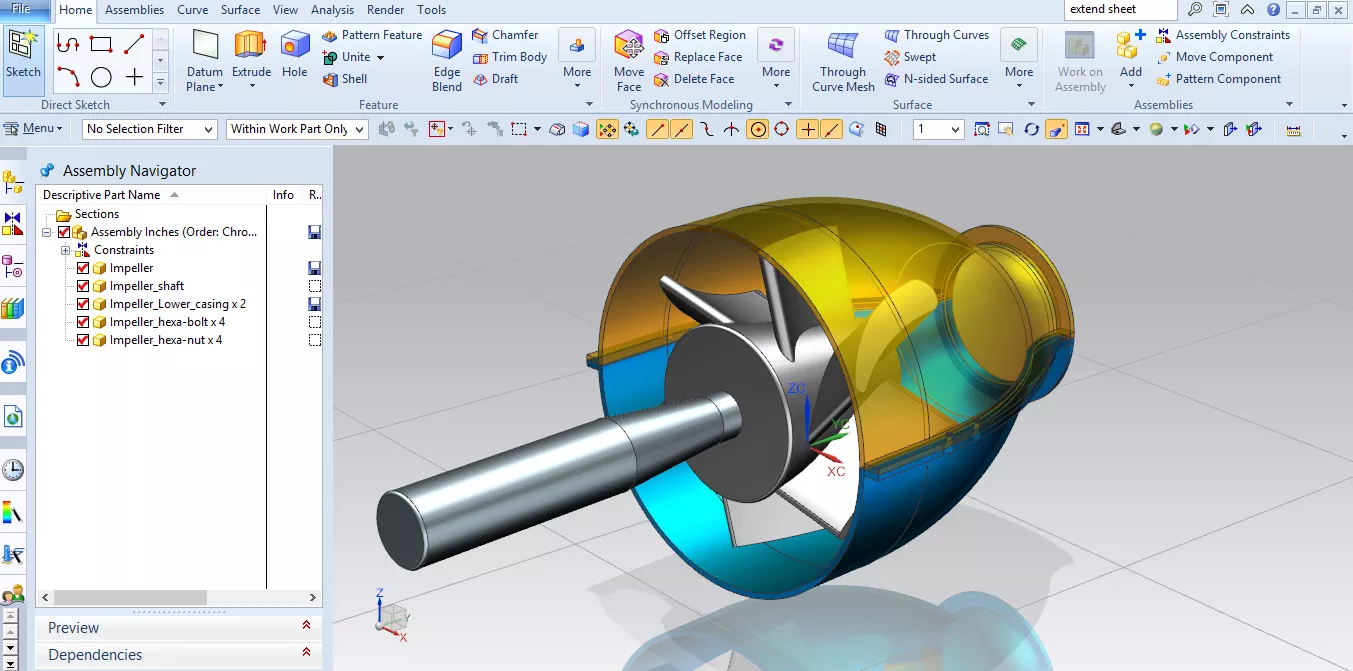 File Home Assemblies Curve Surface View Analysis Render Tools extend sheet
Sketch
Direct Sketch
Datum Plane
Extrude
Hole
Pattern Feature
Unite
Shell
Edge Blend
Chamfer
Trim Body
Draft
More
Feature
Move Face
Offset Region
Replace Face
Delete Face
More
Synchronous Modeling
Through Curve Mesh
Through Curves
Swept
N-sided Surface
More
Surface
Work on Assembly
Add
Assembly Constraints
Move Component
Pattern Component
Assemblies
Menu No Selection Filter Within Work Part Only 1
Assembly Navigator
Descriptive Part Name Info R..
Sections
Assembly Inches (Order: Chro...
Constraints
Impeller
Impeller_shaft
Impeller_Lower_casing x 2
Impeller_hexa-bolt x 4
Impeller_hexa-nut x 4
Preview
Dependencies
ZC
YC
XC
Z
Y
X